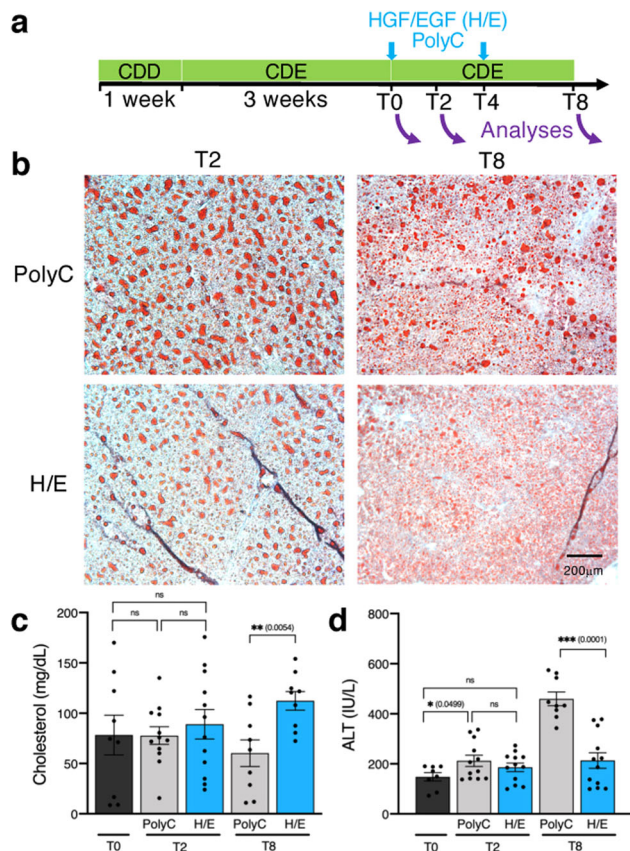 a
HGF/EGF (H/E)
PolyC
CDD CDE CDE
1 week 3 weeks T0 T2 T4 T8
Analyses
b
T2 T8
PolyC
H/E
200µm
c
Cholesterol (mg/dL)
200
150
100
50
0
ns
ns ns
** (0.0054)
PolyC H/E PolyC H/E
T0 T2 T8
d
ALT (IU/L)
800
600
400
200
0
*** (0.0001)
ns
* (0.0499) ns
PolyC H/E PolyC H/E
T0 T2 T8